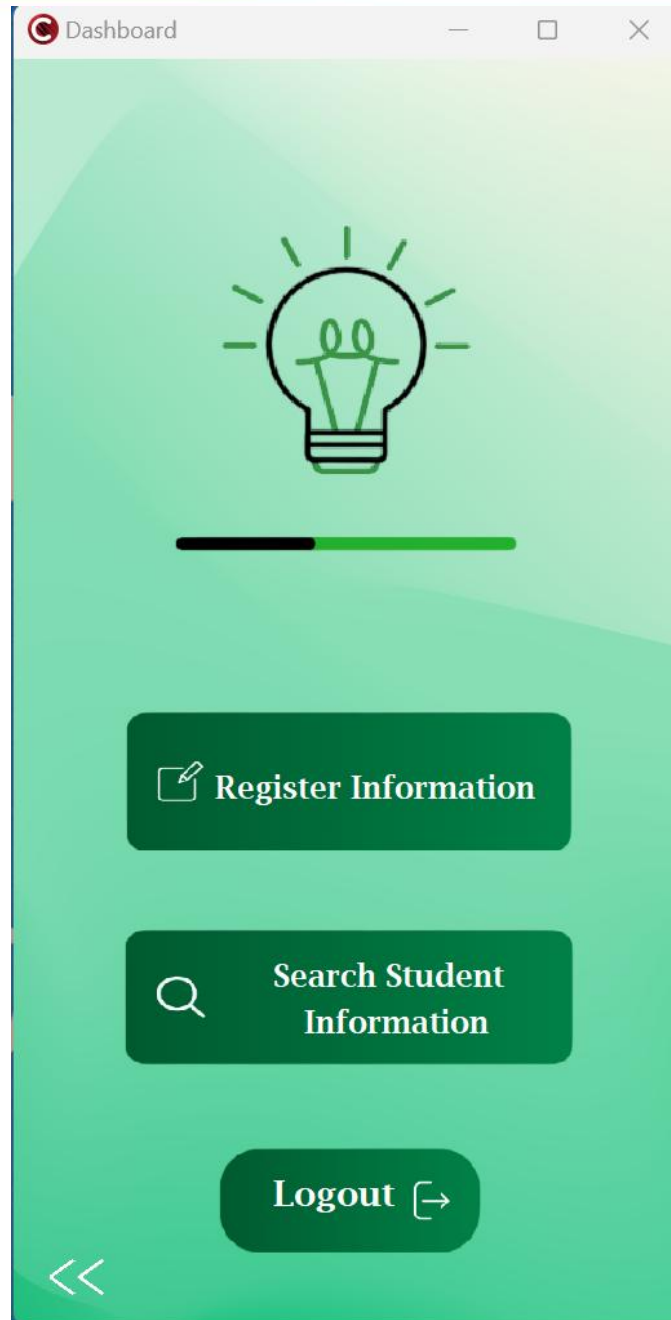 Dashboard
Register Information
Search Student
Information
Logout
<<